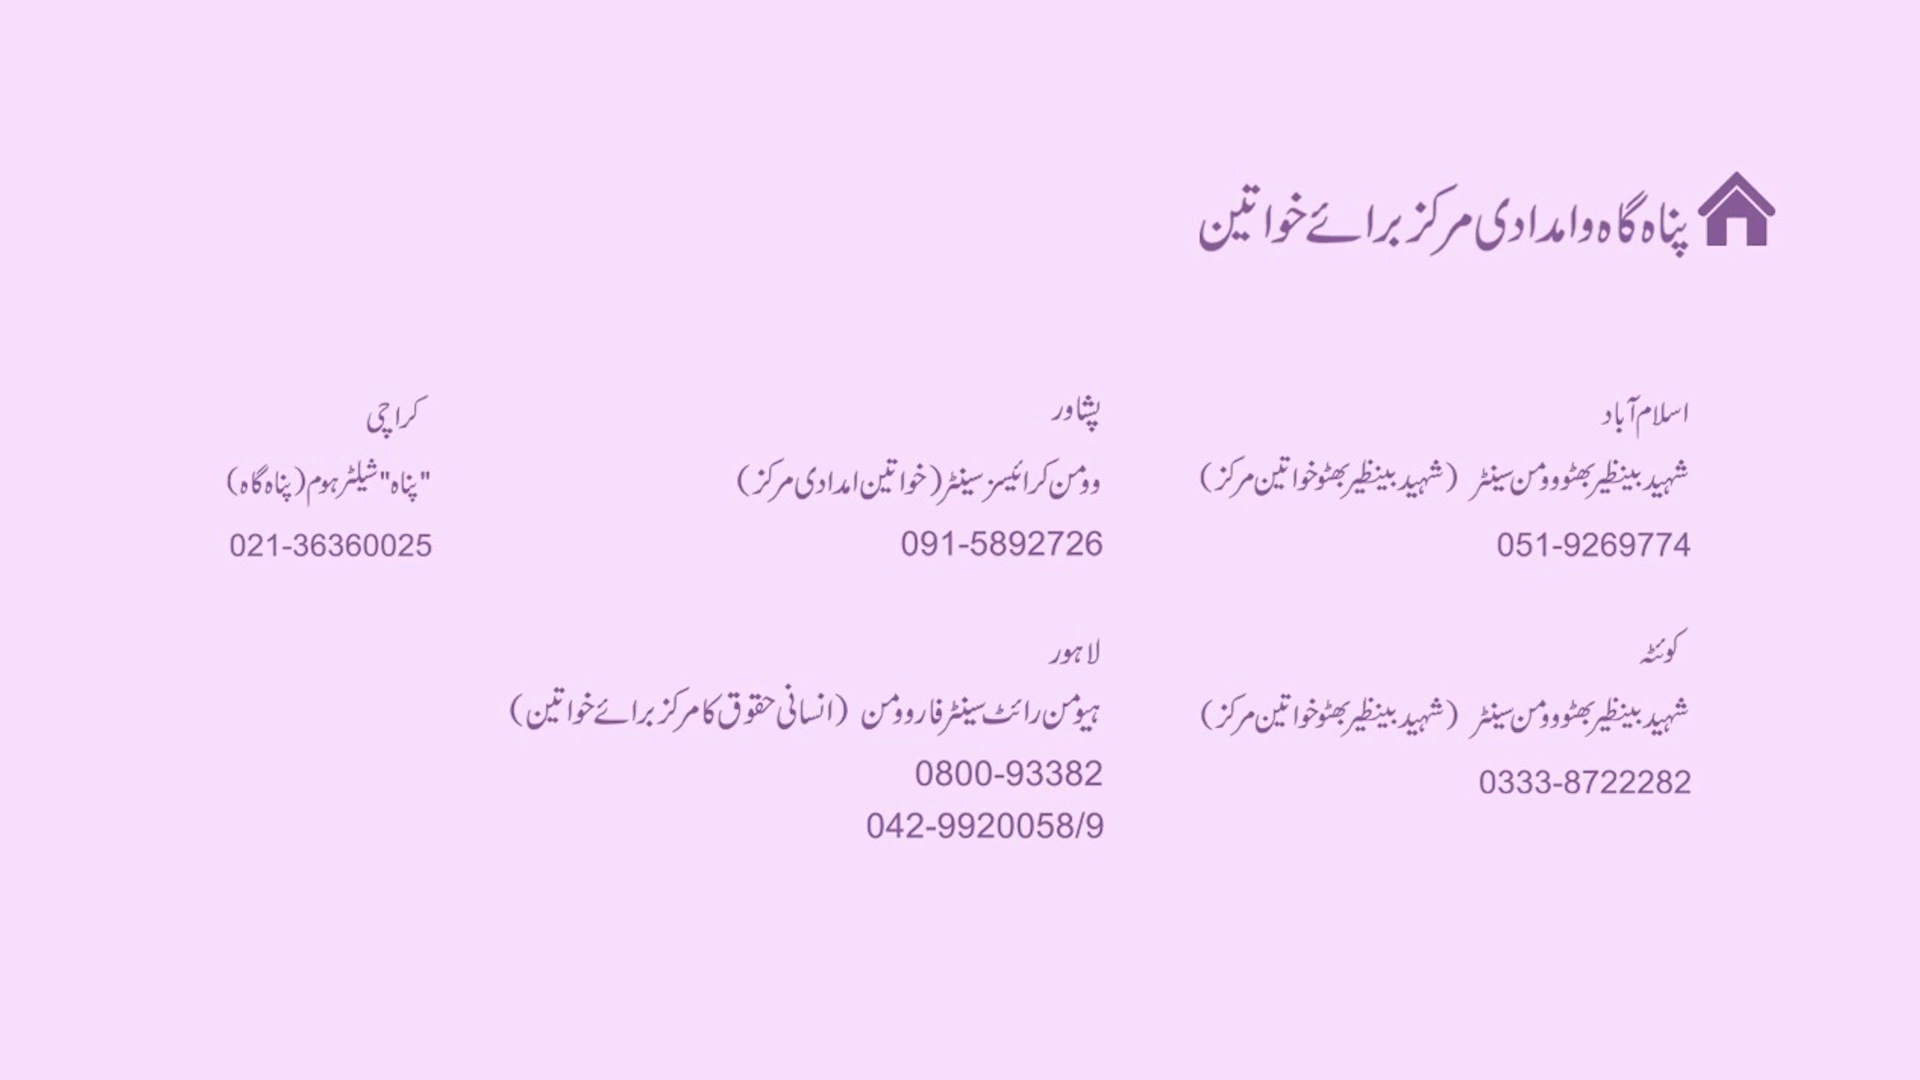 پناہ گاہ و امدادی مرکز برائے خواتین
اسلام آباد
شہید بینظیر بھٹو وومن سینٹر (شہید بینظیر بھٹو خواتین مرکز)
051-9269774
پشاور
وومن کرائیسز سینٹر (خواتین امدادی مرکز)
091-5892726
کراچی
"پناہ" شیلٹر ہوم (پناہ گاہ)
021-36360025
کوئٹہ
شہید بینظیر بھٹو وومن سینٹر (شہید بینظیر بھٹو خواتین مرکز)
0333-8722282
لاہور
ہیومن رائٹ سینٹر فار وومن (انسانی حقوق کا مرکز برائے خواتین)
0800-93382
042-9920058/9